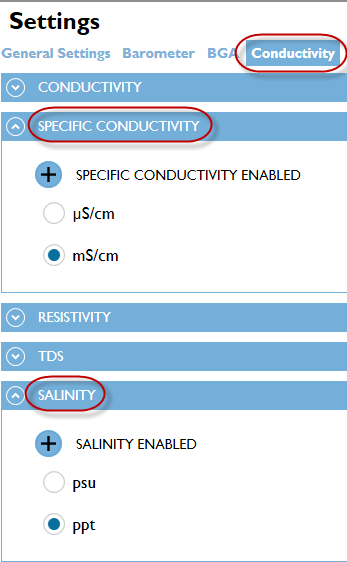 Settings
General Settings Barometer BGA Conductivity
CONDUCTIVITY
SPECIFIC CONDUCTIVITY
SPECIFIC CONDUCTIVITY ENABLED
µS/cm
mS/cm
RESISTIVITY
TDS
SALINITY
SALINITY ENABLED
psu
ppt